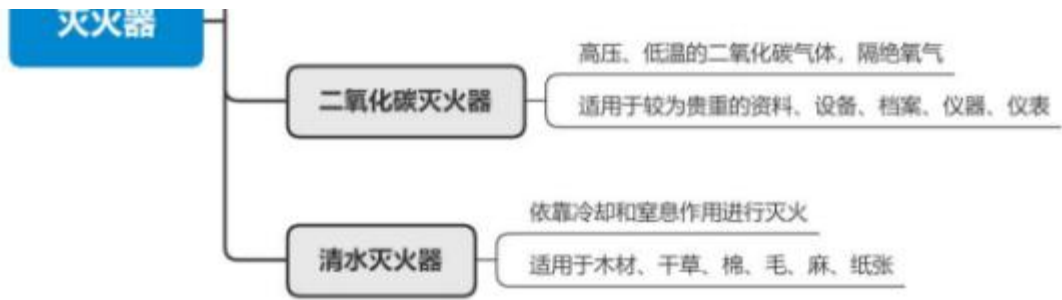 灭火器
二氧化碳灭火器
高压、低温的二氧化碳气体，隔绝氧气
适用于较为贵重的资料、设备、档案、仪器、仪表
清水灭火器
依靠冷却和窒息作用进行灭火
适用于木材、干草、棉、毛、麻、纸张